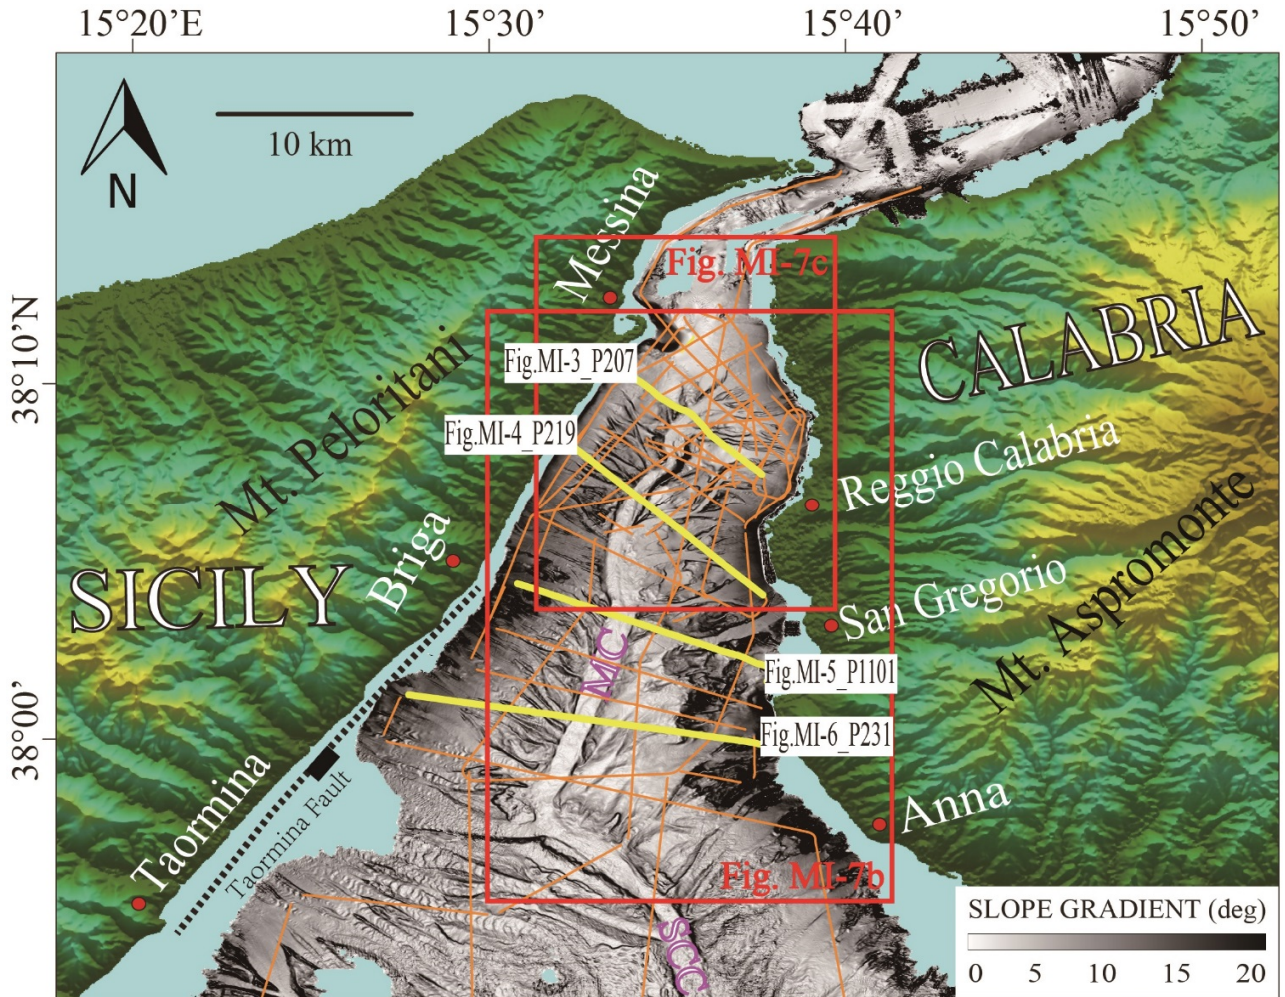 15°20'E 15°30' 15°40' 15°50'
10 km
N
Messina
Fig. MI-7c
38°10'N
CALABRIA
Fig.MI-3_P207
Mt. Peloritani
Fig.MI-4_P219
Reggio Calabria
Briga
SICILY
San Gregorio
Mt. Aspromonte
MC
Fig.MI-5_P1101
38°00'
Fig.MI-6_P231
Taormina
Taormina Fault
Anna
Fig. MI-7b
SCC
SLOPE GRADIENT (deg)
0 5 10 15 20